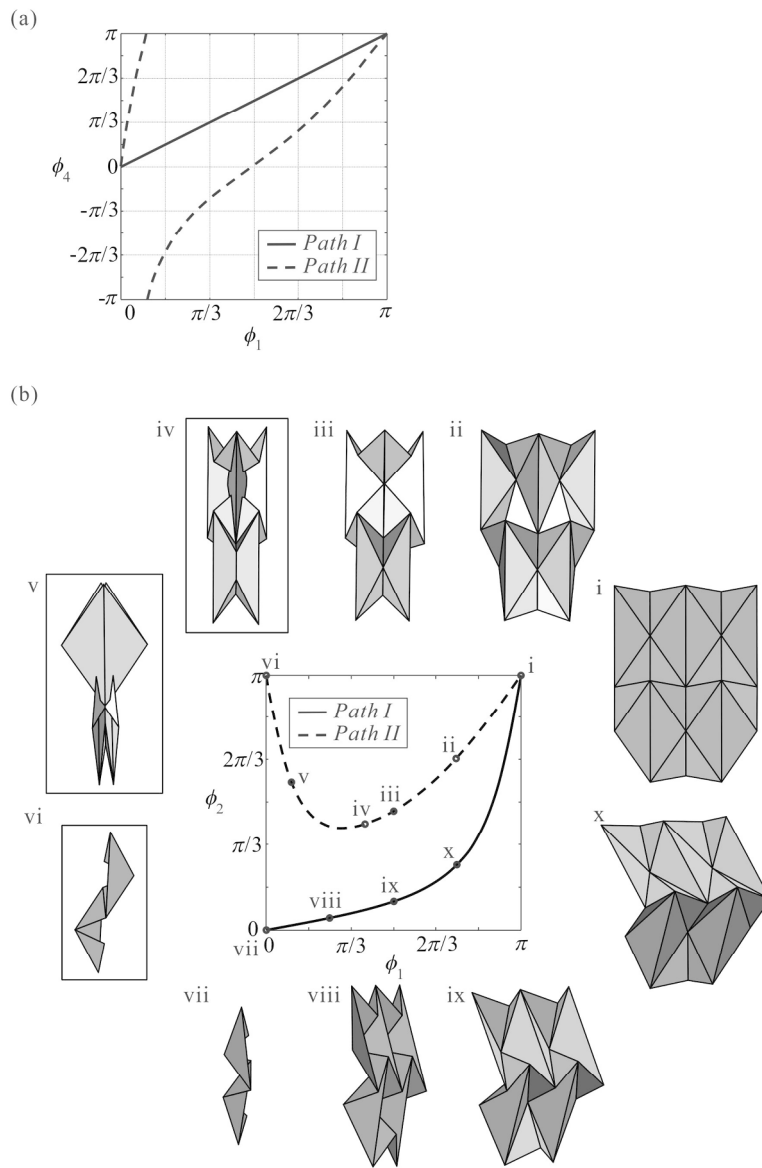 (a)
π
2π/3
π/3
0
-π/3
-2π/3
-π
ϕ4
Path I
Path II
0 π/3 2π/3 π
ϕ1
(b)
iv iii ii
v i
vi i
π
Path I
Path II
2π/3
ii
v
iii
ϕ2
iv
vi
x
π/3
x
ix
viii
0
vii
0 π/3 2π/3 π
ϕ1
vii viii ix